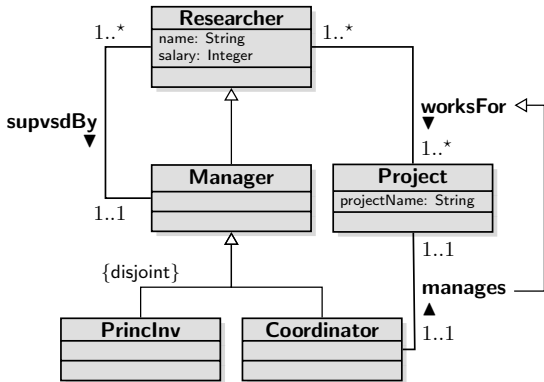 Researcher
1..* name: String 1..*
salary: Integer
supvsdBy ▼
worksFor ▼
1..*
Manager
Project
projectName: String
1..1
1..1
{disjoint}
manages ▲
1..1
PrincInv
Coordinator